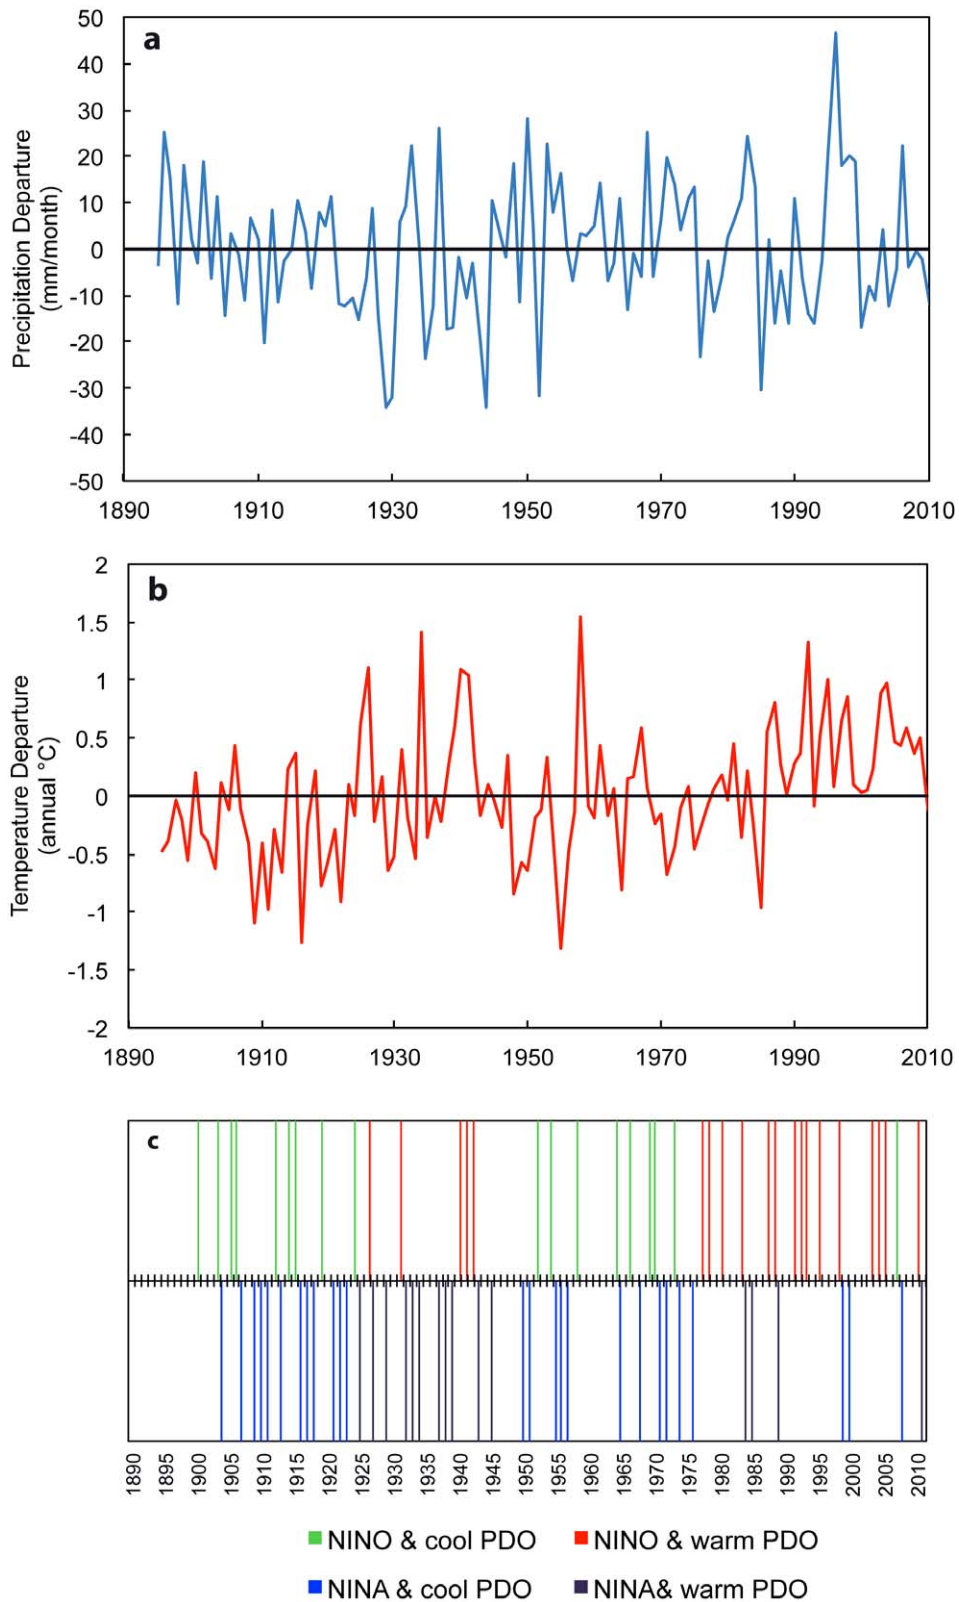 a
50
40
30
20
10
0
-10
-20
-30
-40
-50
Precipitation Departure
(mm/month)
1890 1910 1930 1950 1970 1990 2010
b
2
1.5
1
0.5
0
-0.5
-1
-1.5
-2
Temperature Departure
(annual °C)
1890 1910 1930 1950 1970 1990 2010
c
1890 1895 1900 1905 1910 1915 1920 1925 1930 1935 1940 1945 1950 1955 1960 1965 1970 1975 1980 1985 1990 1995 2000 2005 2010
NINO & cool PDO NINO & warm PDO
NINA & cool PDO NINA& warm PDO